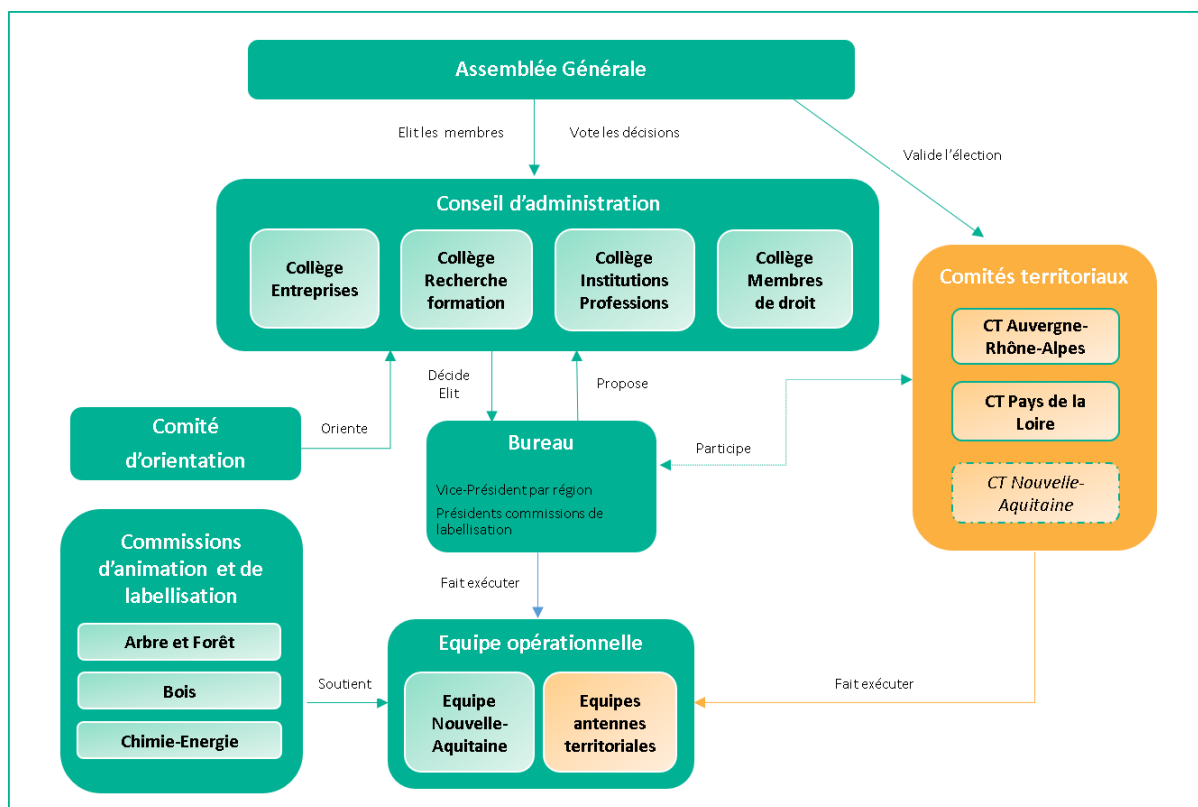 Assemblée Générale
Elit les membres
Vote les décisions
Valide l'élection
Conseil d'administration
Collège
Entreprises
Collège
Recherche
formation
Collège
Institutions
Professions
Collège
Membres
de droit
Comités territoriaux
CT Auvergne-
Rhône-Alpes
CT Pays de la
Loire
CT Nouvelle-
Aquitaine
Décide
Elit
Propose
Comité
d'orientation
Oriente
Bureau
Vice-Président par région
Présidents commissions de
labellisation
Participe
Commissions
d'animation et de
labellisation
Arbre et Forêt
Bois
Chimie-Energie
Fait exécuter
Soutient
Equipe opérationnelle
Equipe
Nouvelle-
Aquitaine
Equipes
antennes
territoriales
Fait exécuter